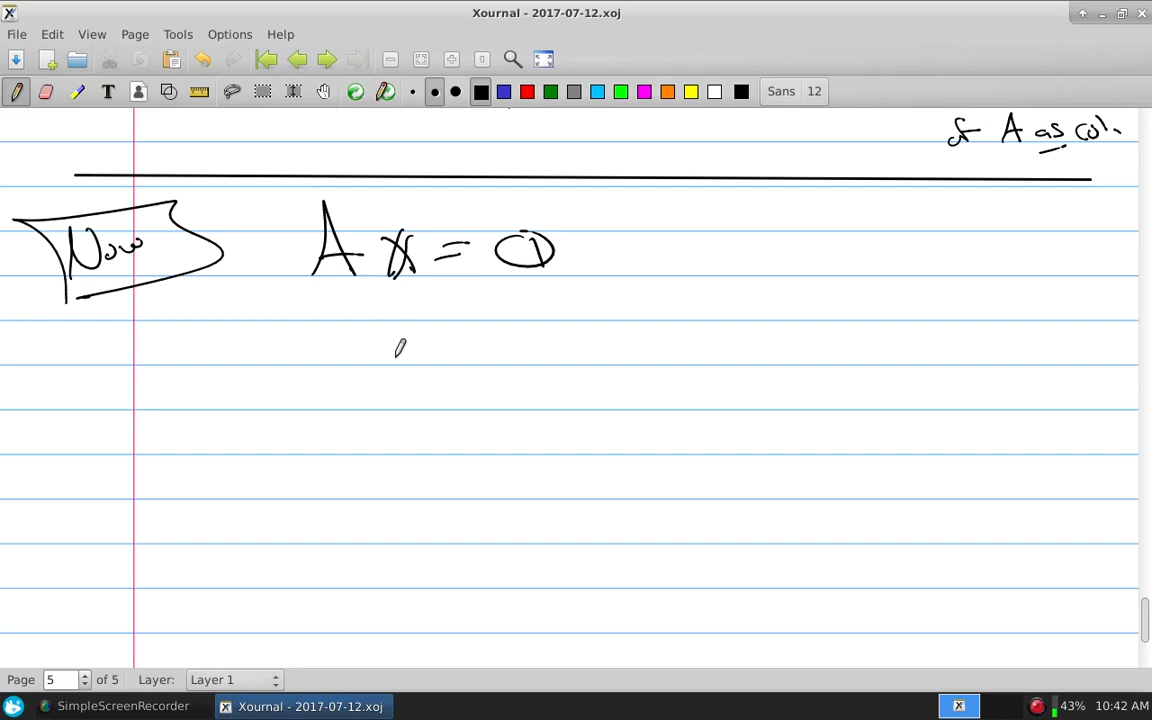 Xournal - 2017-07-12.xoj
File Edit View Page Tools Options Help
Sans 12
of A as col.
Now A x = 0
Page 5 of 5 Layer: Layer 1
SimpleScreenRecorder Xournal - 2017-07-12.xoj 43% 10:42 AM